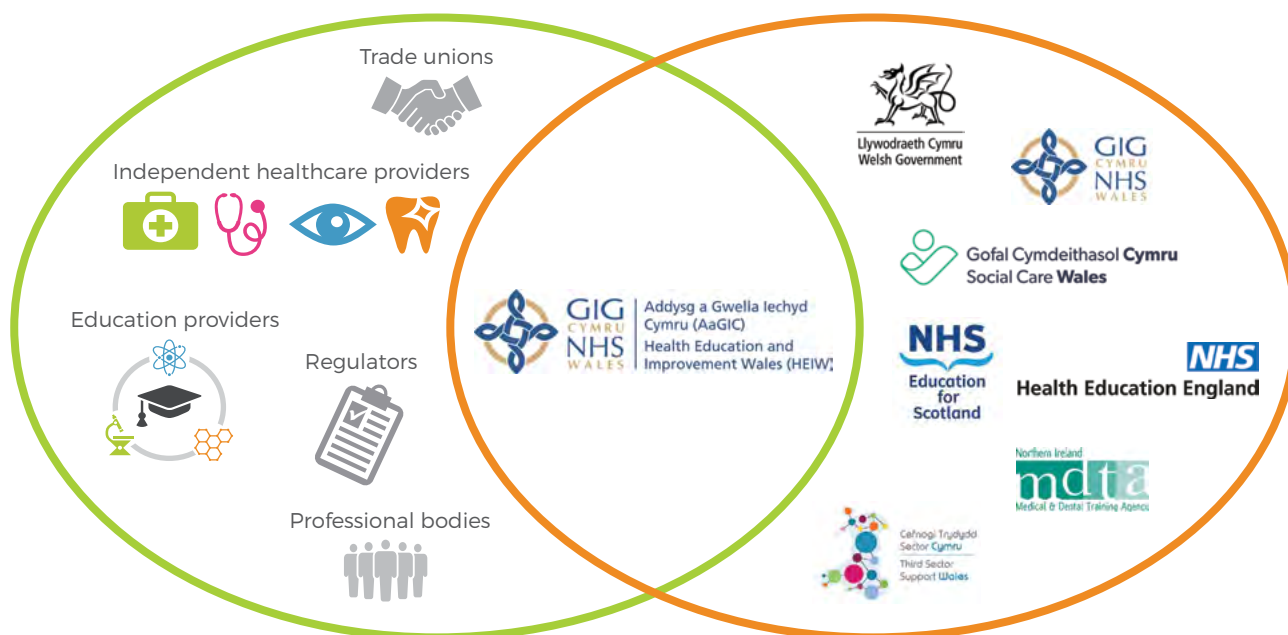 Trade unions
Independent healthcare providers
Education providers
Regulators
Professional bodies
GIG
CYMRU
NHS
WALES
Addysg a Gwella Iechyd
Cymru (AaGIC)
Health Education and
Improvement Wales (HEIW)
Llywodraeth Cymru
Welsh Government
GIG
CYMRU
NHS
WALES
Gofal Cymdeithasol Cymru
Social Care Wales
NHS
Education
for
Scotland
NHS
Health Education England
Northern Ireland
mdta
Medical & Dental Training Agency
Cefnogi Trydydd
Sector Cymru
Third Sector
Support Wales